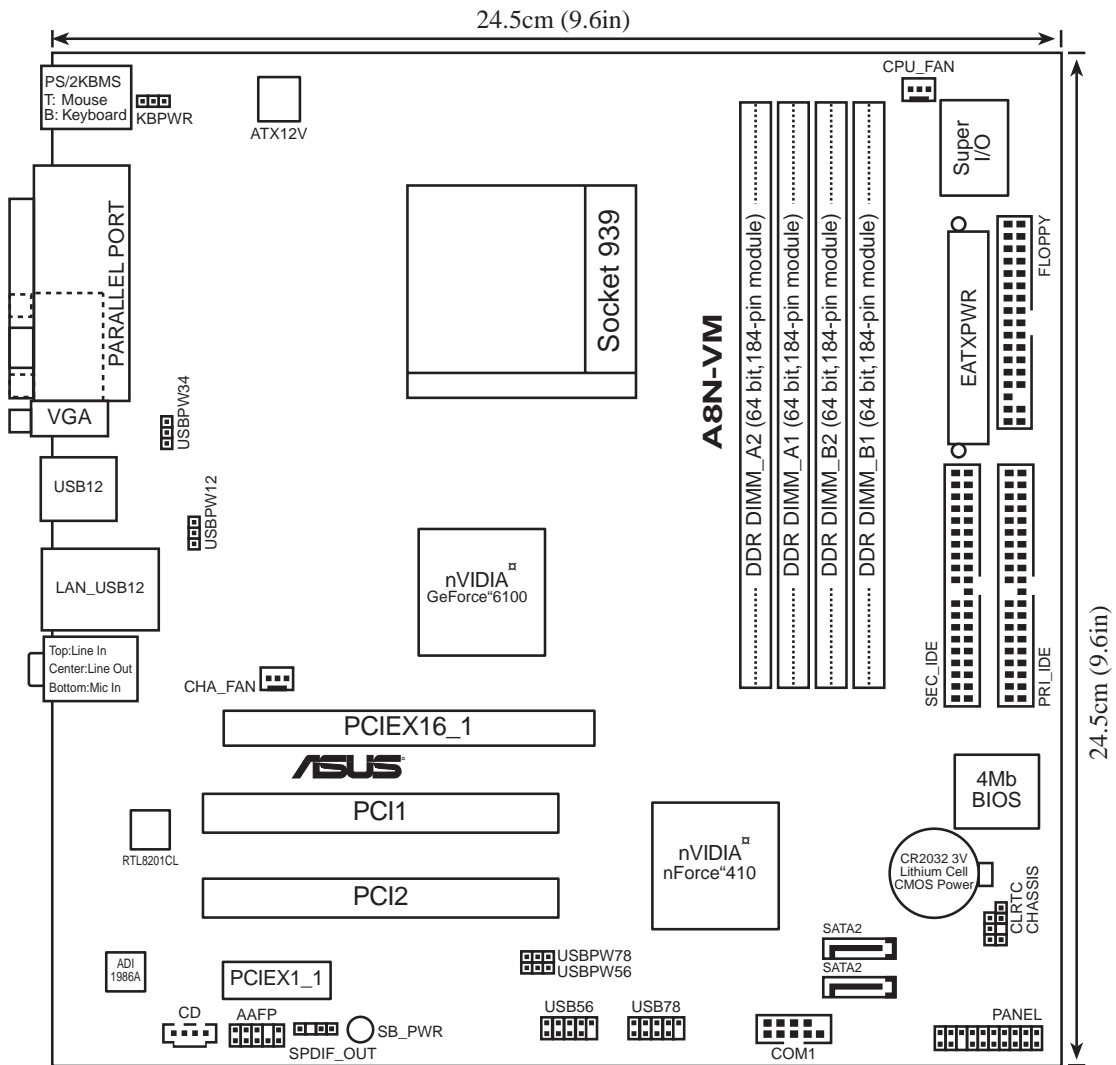 24.5cm (9.6in)
PS/2KBMS
T: Mouse
B: Keyboard
KBPWR
ATX12V
CPU_FAN
Super
I/O
PARALLEL PORT
Socket 939
A8N-VM
DDR DIMM_A2 (64 bit,184-pin module)
DDR DIMM_A1 (64 bit,184-pin module)
DDR DIMM_B2 (64 bit,184-pin module)
DDR DIMM_B1 (64 bit,184-pin module)
EATXPWR
FLOPPY
VGA
USBPW34
USB12
USBPW12
LAN_USB12
nVIDIA¤
GeForce“6100
Top:Line In
Center:Line Out
Bottom:Mic In
CHA_FAN
SEC_IDE
PRI_IDE
24.5cm (9.6in)
PCIEX16_1
ASUS
4Mb
BIOS
PCI1
RTL8201CL
nVIDIA¤
nForce“410
CR2032 3V
Lithium Cell
CMOS Power
PCI2
CLRTC
CHASSIS
SATA2
SATA2
USBPW78
USBPW56
ADI
1986A
PCIEX1_1
CD
AAFP
SPDIF_OUT
SB_PWR
USB56
USB78
COM1
PANEL